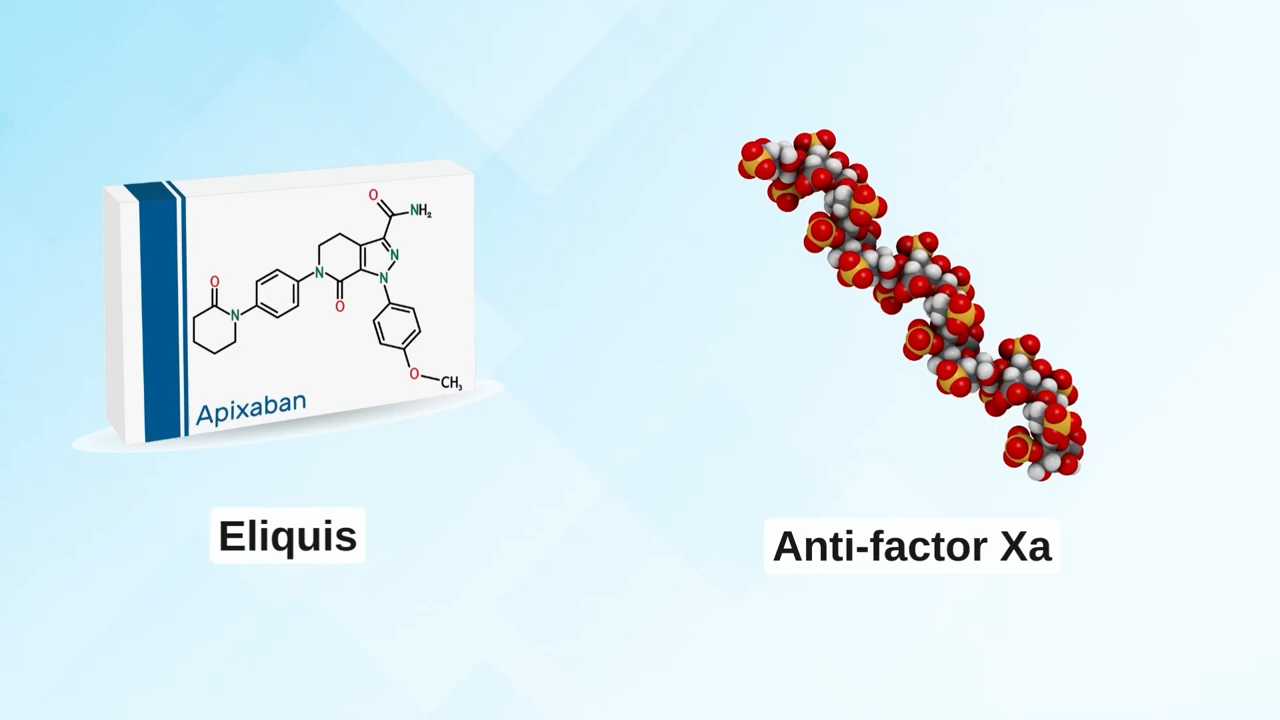 O
NH₂
N
N
N
O
O
N
O
CH₃
Apixaban
Eliquis
Anti-factor Xa